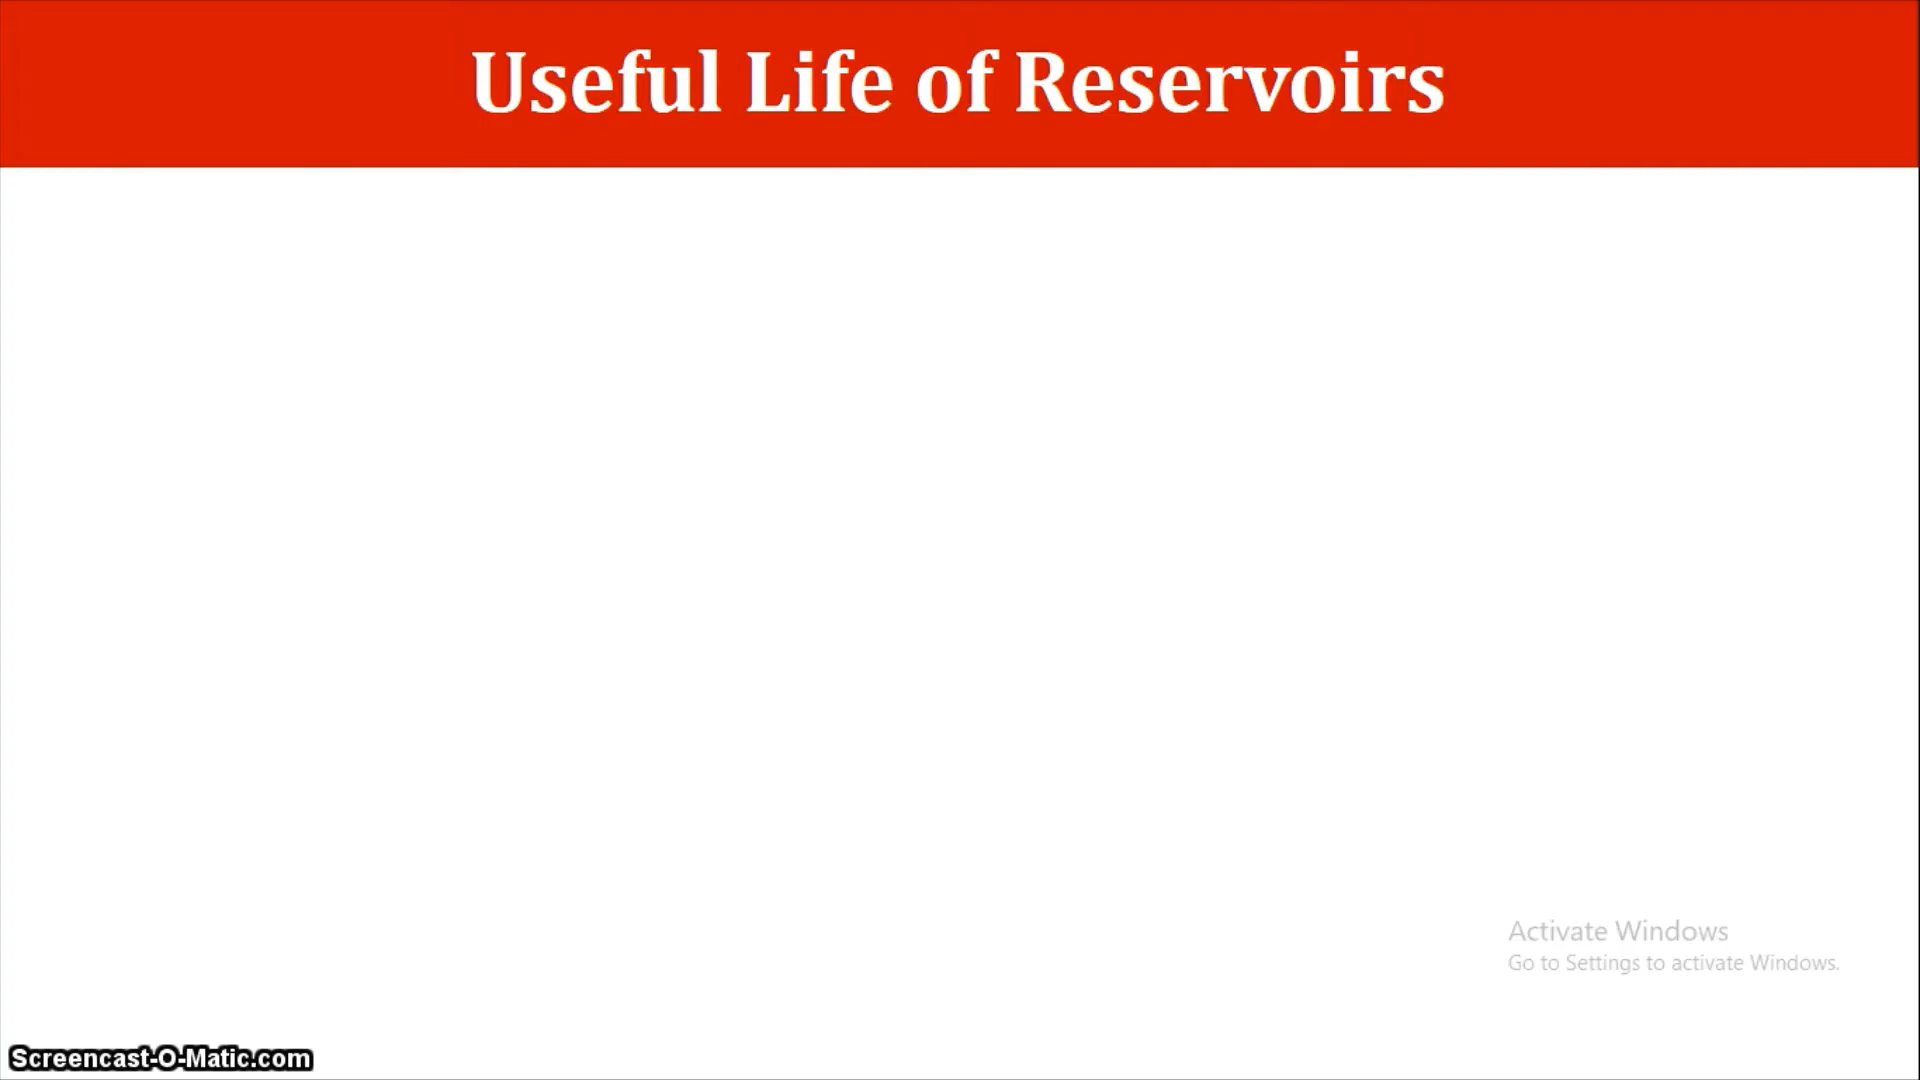 Useful Life of Reservoirs
Activate Windows
Go to Settings to activate Windows.
Screencast-O-Matic.com